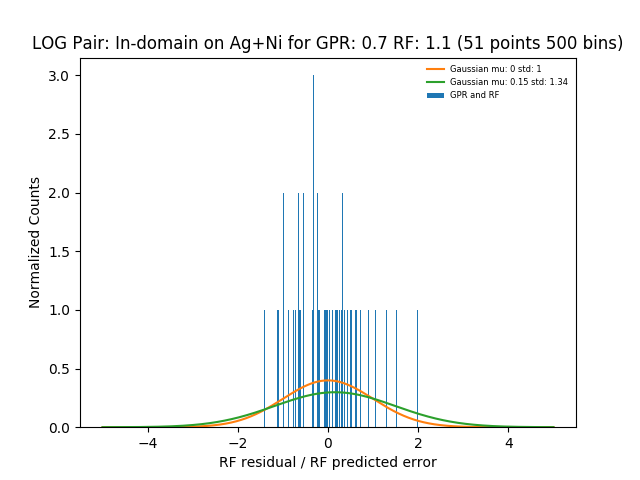 LOG Pair: In-domain on Ag+Ni for GPR: 0.7 RF: 1.1 (51 points 500 bins)
Gaussian mu: 0 std: 1
Gaussian mu: 0.15 std: 1.34
GPR and RF
Normalized Counts
3.0
2.5
2.0
1.5
1.0
0.5
0.0
−4 −2 0 2 4
RF residual / RF predicted error